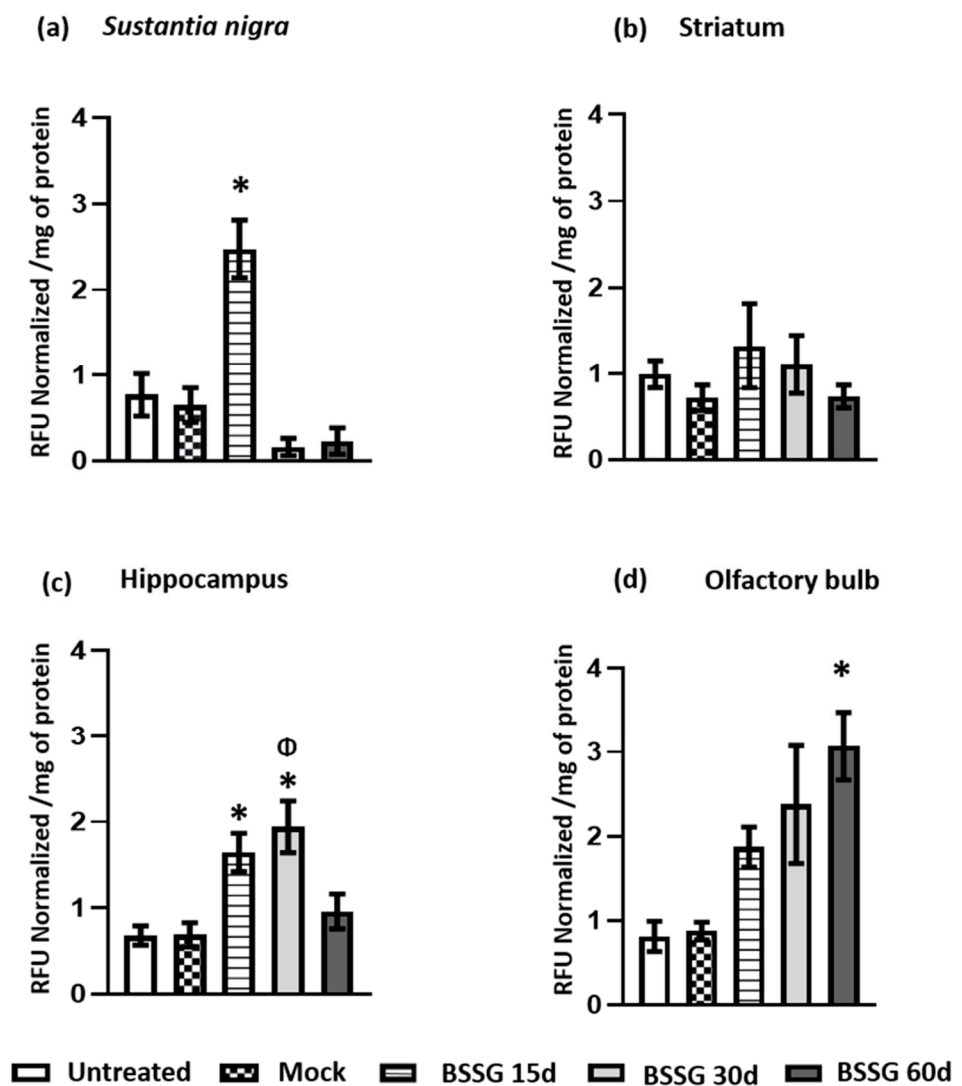 (a) Sustantia nigra
RFU Normalized /mg of protein
4
3
2
1
0
*
(b) Striatum
RFU Normalized /mg of protein
4
3
2
1
0
(c) Hippocampus
RFU Normalized /mg of protein
4
3
2
1
0
*
Φ
*
(d) Olfactory bulb
RFU Normalized /mg of protein
4
3
2
1
0
*
Untreated Mock BSSG 15d BSSG 30d BSSG 60d